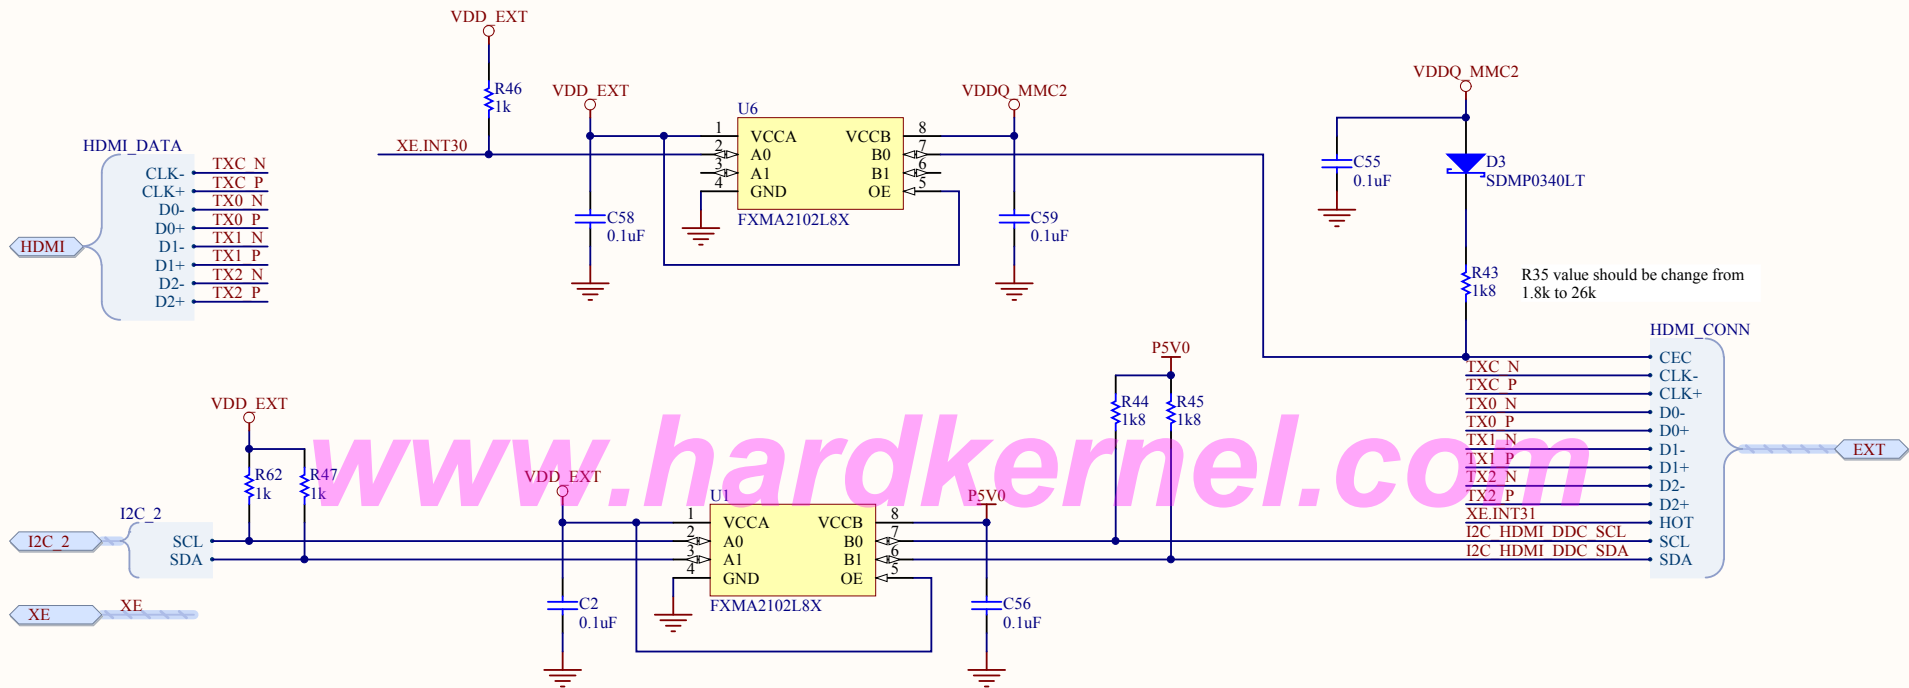 VDD_EXT
R46
1k
XE.INT30
VDD_EXT
C58
0.1uF
U6
1 VCCA VCCB 8
2 A0 B0 7
3 A1 B1 6
4 GND OE 5
FXMA2102L8X
VDDQ_MMC2
C59
0.1uF
VDDQ_MMC2
C55
0.1uF
D3
SDMP0340LT
R43
1k8
R35 value should be change from
1.8k to 26k
HDMI_DATA
HDMI
CLK- TXC_N
CLK+ TXC_P
D0- TX0_N
D0+ TX0_P
D1- TX1_N
D1+ TX1_P
D2- TX2_N
D2+ TX2_P
HDMI_CONN
CEC
TXC_N CLK-
TXC_P CLK+
TX0_N D0-
TX0_P D0+
TX1_N D1-
TX1_P D1+
TX2_N D2-
TX2_P D2+
XE.INT31 HOT
I2C_HDMI_DDC_SCL SCL
I2C_HDMI_DDC_SDA SDA
EXT
P5V0
R44
1k8
R45
1k8
www.hardkernel.com
VDD_EXT
R62
1k
R47
1k
I2C_2
I2C_2
SCL
SDA
XE XE
VDD_EXT
C2
0.1uF
U1
1 VCCA VCCB 8
2 A0 B0 7
3 A1 B1 6
4 GND OE 5
FXMA2102L8X
P5V0
C56
0.1uF